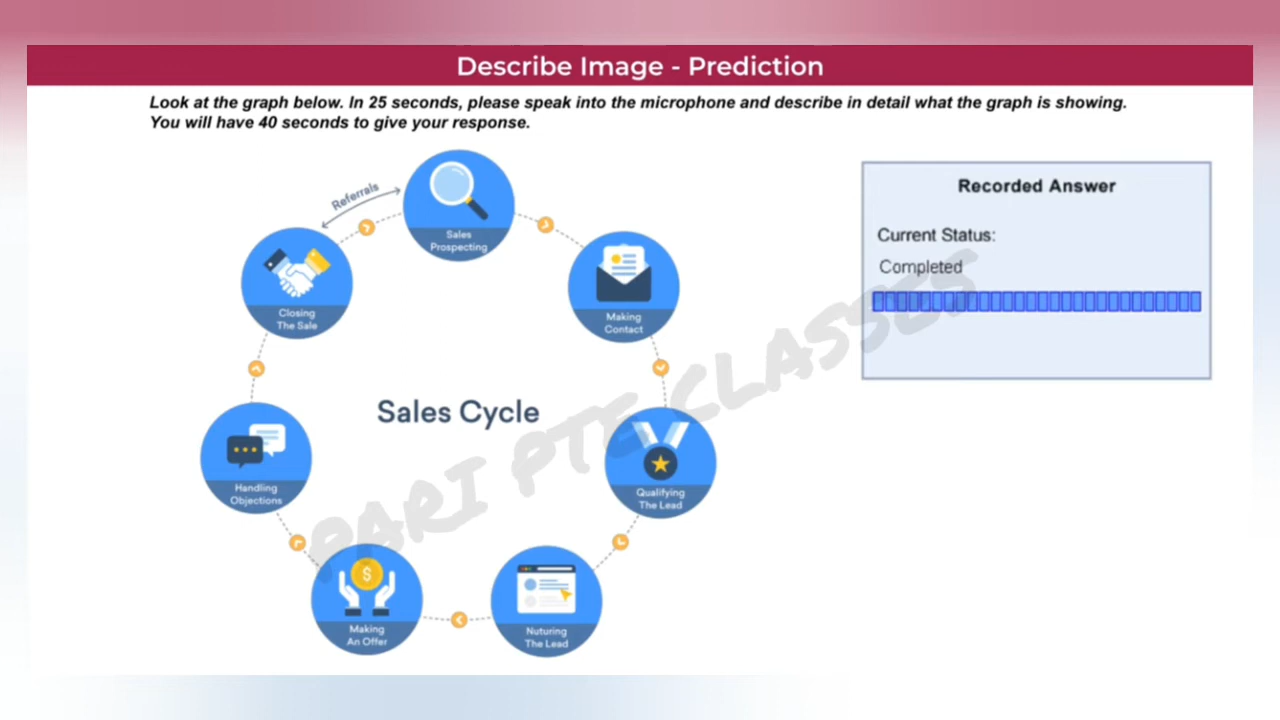 Describe Image - Prediction
Look at the graph below. In 25 seconds, please speak into the microphone and describe in detail what the graph is showing.
You will have 40 seconds to give your response.
Referrals
Sales
Prospecting
Making
Contact
Qualifying
The Lead
Nuturing
The Lead
Making
An Offer
Handling
Objections
Closing
The Sale
Sales Cycle
Recorded Answer
Current Status:
Completed
PARI PTE CLASSES